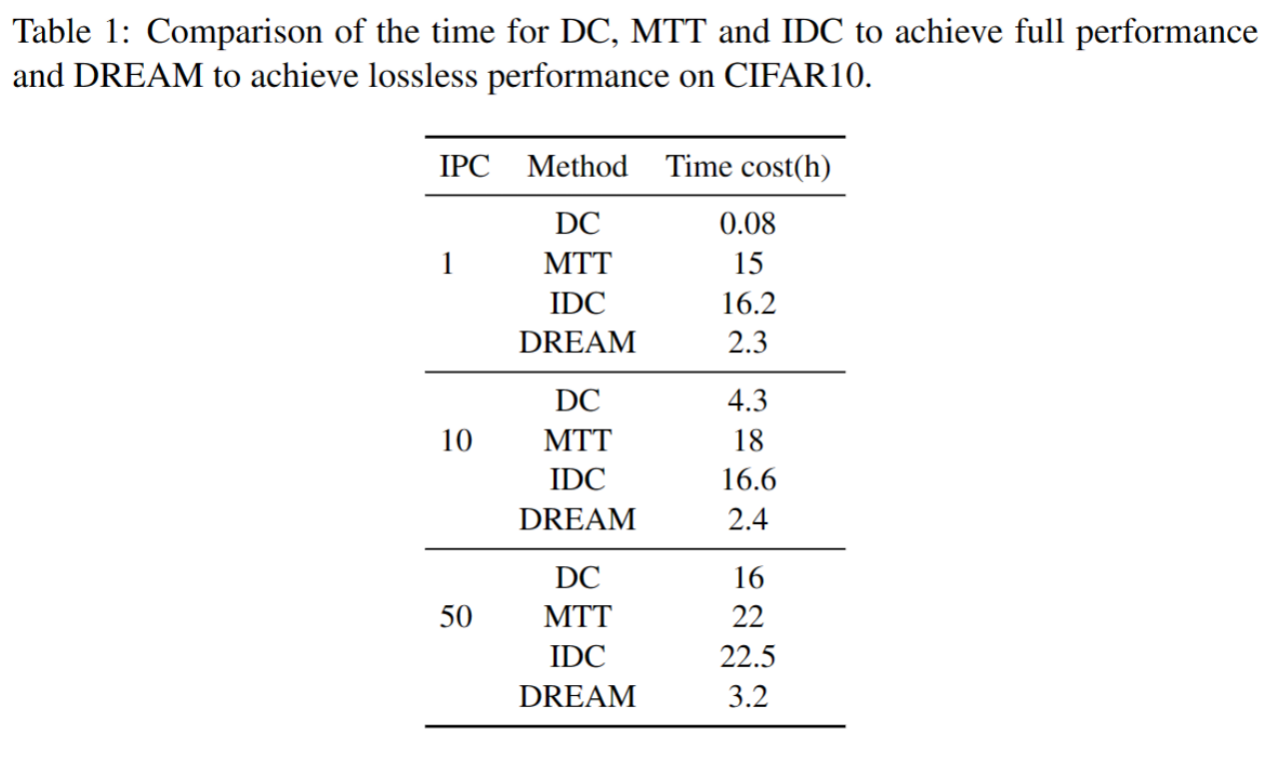 Table 1: Comparison of the time for DC, MTT and IDC to achieve full performance
and DREAM to achieve lossless performance on CIFAR10.
IPC Method Time cost(h)
DC 0.08
1 MTT 15
IDC 16.2
DREAM 2.3
DC 4.3
10 MTT 18
IDC 16.6
DREAM 2.4
DC 16
50 MTT 22
IDC 22.5
DREAM 3.2